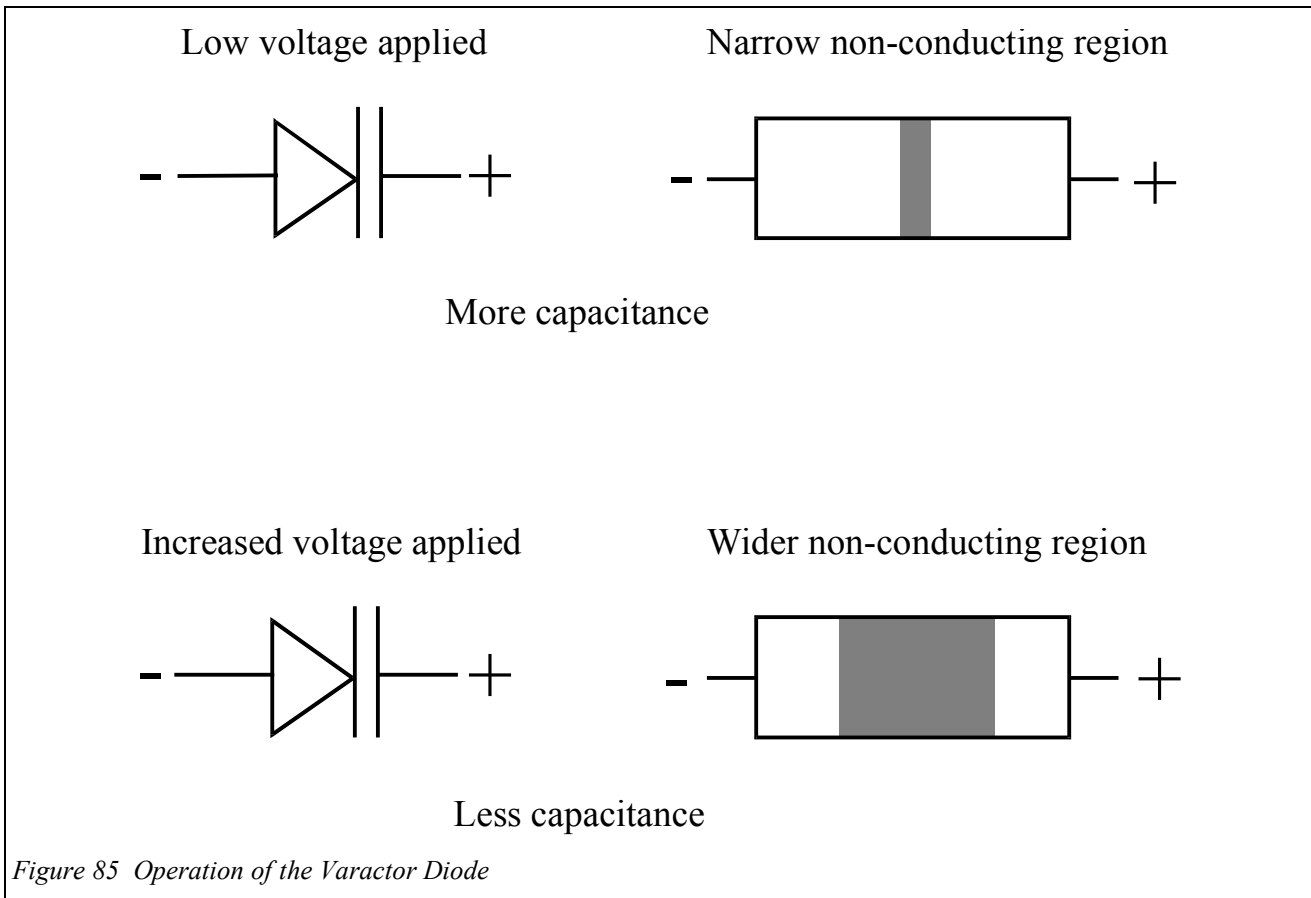 Low voltage applied Narrow non-conducting region
- + - +
More capacitance
Increased voltage applied Wider non-conducting region
- + - +
Less capacitance
Figure 85 Operation of the Varactor Diode